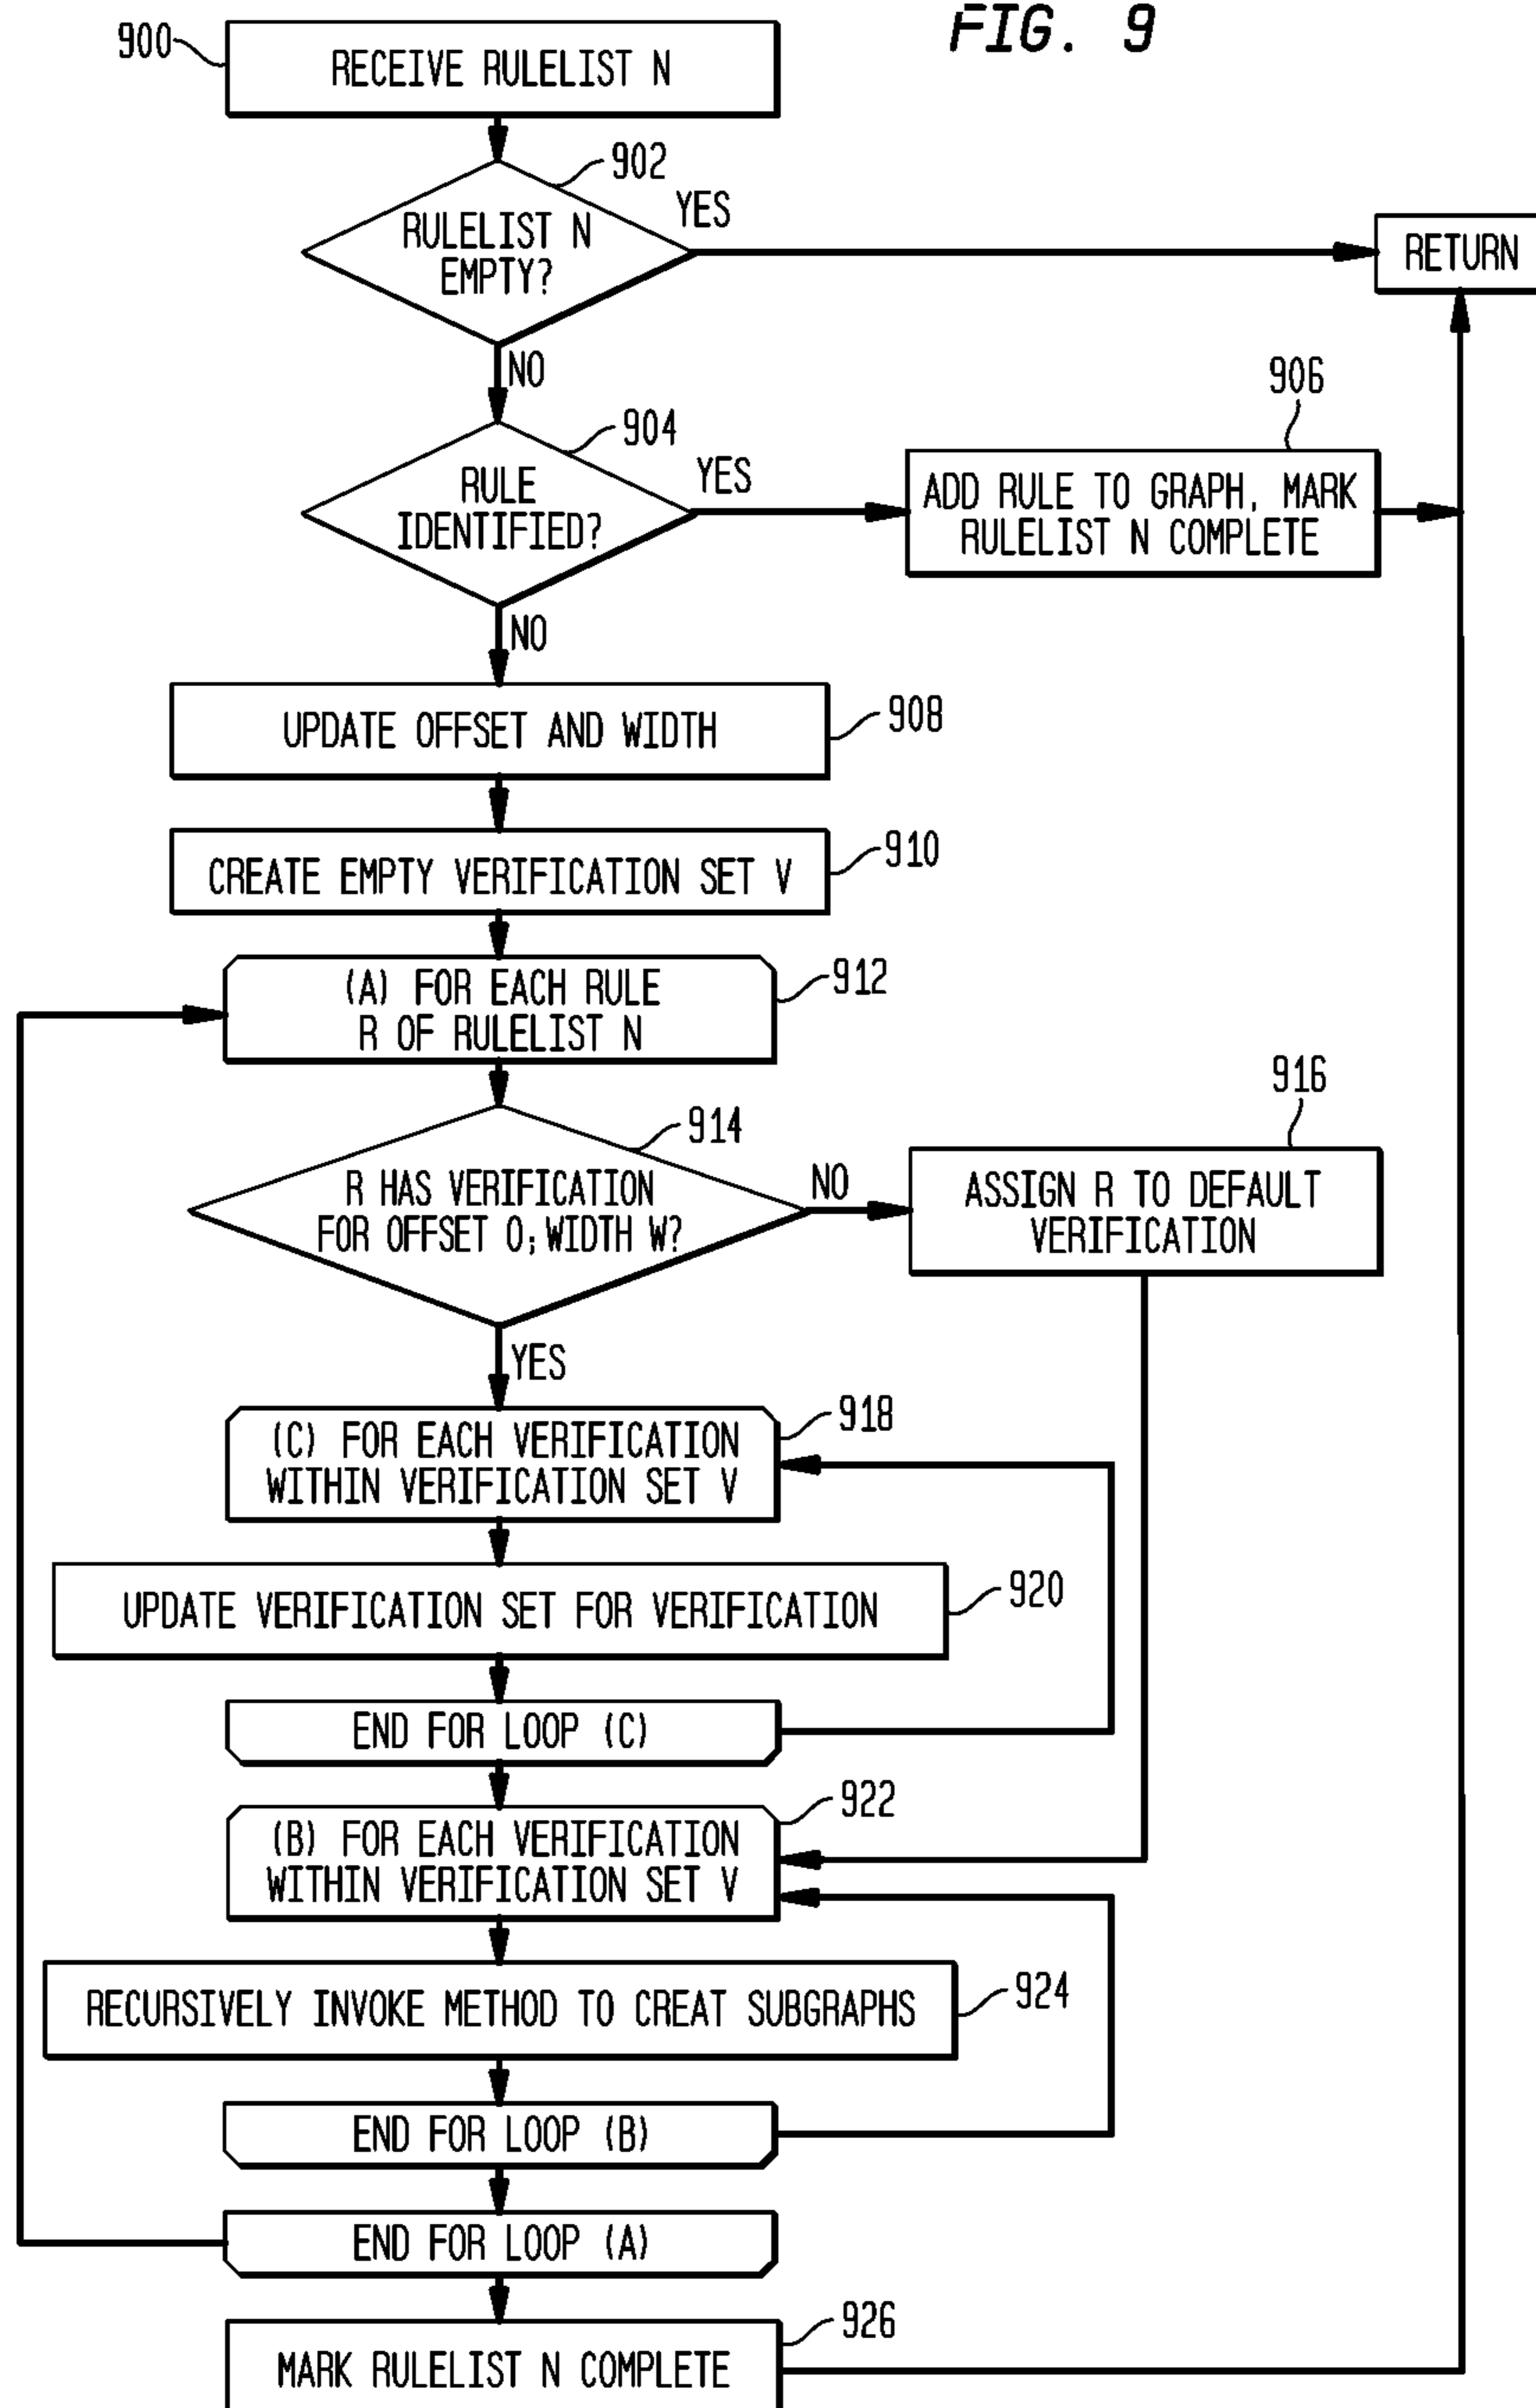 FIG. 9
900
RECEIVE RULELIST N
902
RULELIST N
EMPTY?
YES
RETURN
NO
904
RULE
IDENTIFIED?
YES
906
ADD RULE TO GRAPH, MARK
RULELIST N COMPLETE
NO
UPDATE OFFSET AND WIDTH
908
CREATE EMPTY VERIFICATION SET V
910
(A) FOR EACH RULE
R OF RULELIST N
912
914
R HAS VERIFICATION
FOR OFFSET O; WIDTH W?
NO
916
ASSIGN R TO DEFAULT
VERIFICATION
YES
(C) FOR EACH VERIFICATION
WITHIN VERIFICATION SET V
918
UPDATE VERIFICATION SET FOR VERIFICATION
920
END FOR LOOP (C)
(B) FOR EACH VERIFICATION
WITHIN VERIFICATION SET V
922
RECURSIVELY INVOKE METHOD TO CREAT SUBGRAPHS
924
END FOR LOOP (B)
END FOR LOOP (A)
MARK RULELIST N COMPLETE
926